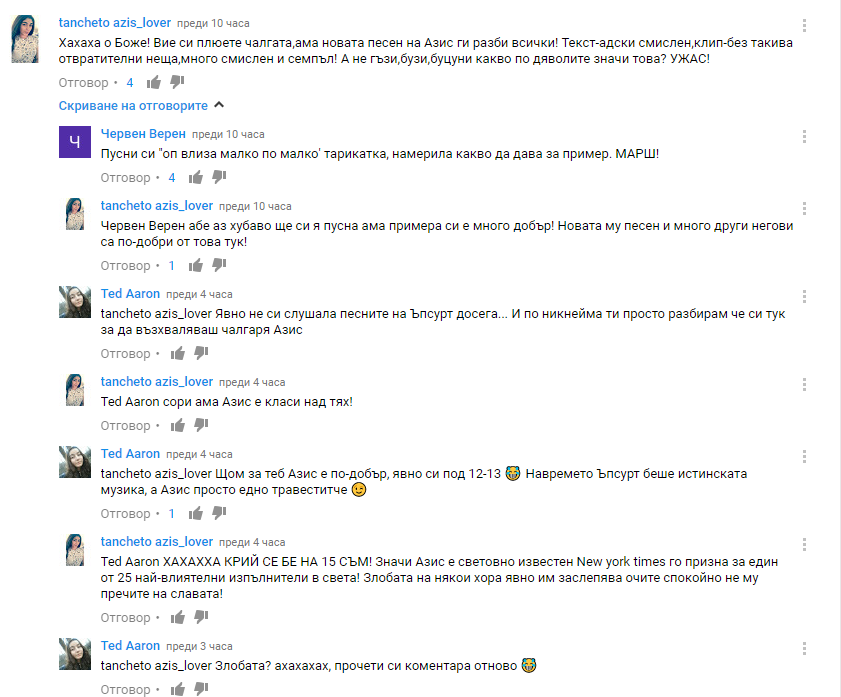 tancheto azis_lover преди 10 часа
Хахаха о Боже! Вие си плюете чалгата,ама новата песен на Азис ги разби всички! Текст-адски смислен,клип-без такива
отвратителни неща,много смислен и семпъл! А не гъзи,бузи,буцуни какво по дяволите значи това? УЖАС!
Отговор • 4
Скриване на отговорите
Ч
Червен Верен преди 10 часа
Пусни си "оп влиза малко по малко' тарикатка, намерила какво да дава за пример. МАРШ!
Отговор • 4
tancheto azis_lover преди 10 часа
Червен Верен абе аз хубаво ще си я пусна ама примера си е много добър! Новата му песен и много други негови
са по-добри от това тук!
Отговор • 1
Ted Aaron преди 4 часа
tancheto azis_lover Явно не си слушала песните на Ъпсурт досега... И по никнейма ти просто разбирам че си тук
за да възхваляваш чалгаря Азис
Отговор •
tancheto azis_lover преди 4 часа
Ted Aaron сори ама Азис е класи над тях!
Отговор •
Ted Aaron преди 4 часа
tancheto azis_lover Щом за теб Азис е по-добър, явно си под 12-13 😹 Навремето Ъпсурт беше истинската
музика, а Азис просто едно травеститче 😉
Отговор • 1
tancheto azis_lover преди 4 часа
Ted Aaron ХАХАХХА КРИЙ СЕ БЕ НА 15 СЪМ! Значи Азис е световно известен New york times го призна за един
от 25 най-влиятелни изпълнители в света! Злобата на някои хора явно им заслепява очите спокойно не му
пречите на славата!
Отговор •
Ted Aaron преди 3 часа
tancheto azis_lover Злобата? ахахахах, прочети си коментара отново 😹
Отговор •